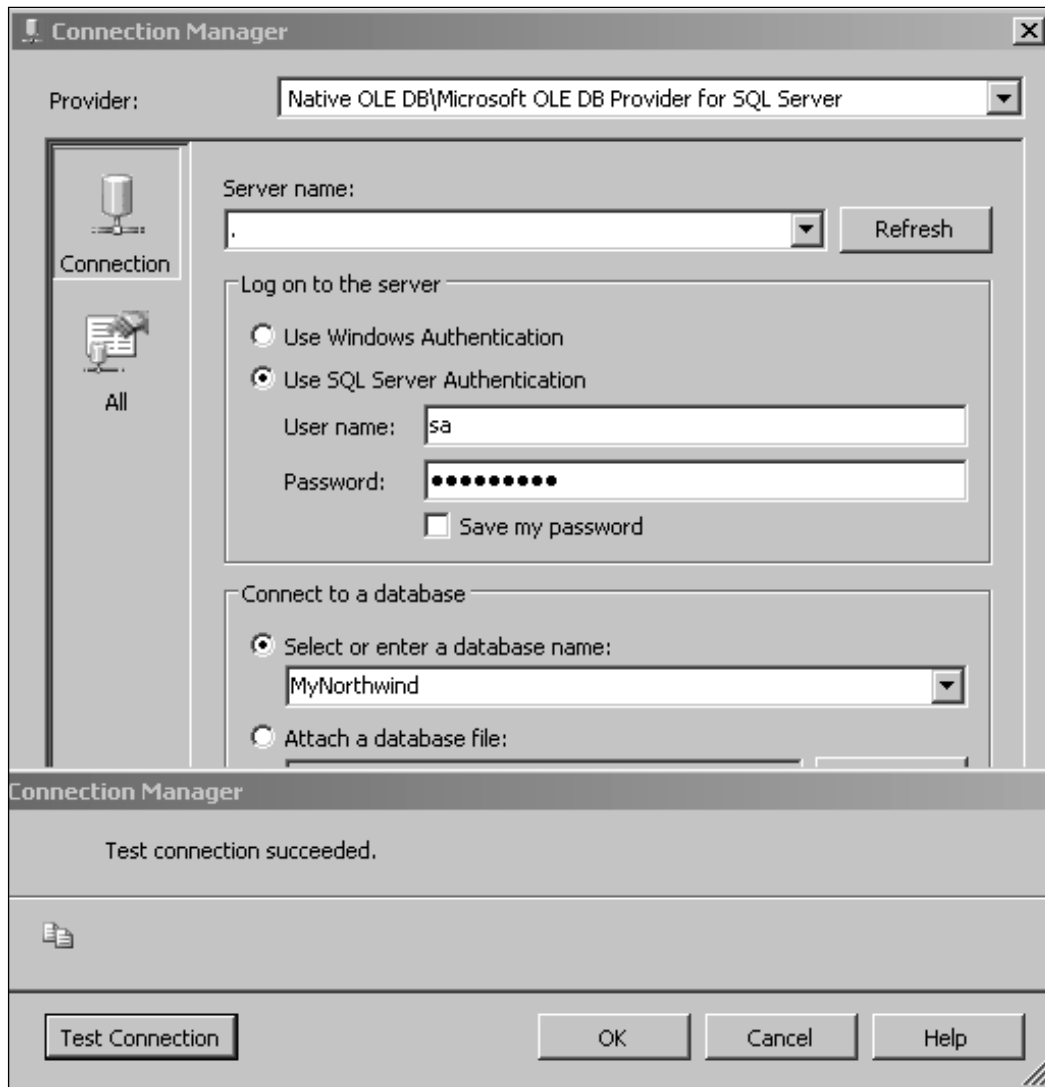 Connection Manager
Provider: Native OLE DB\Microsoft OLE DB Provider for SQL Server
Connection
All
Server name:
. Refresh
Log on to the server
Use Windows Authentication
Use SQL Server Authentication
User name: sa
Password: ●●●●●●●●●
Save my password
Connect to a database
Select or enter a database name:
MyNorthwind
Attach a database file:
Connection Manager
Test connection succeeded.
Test Connection OK Cancel Help